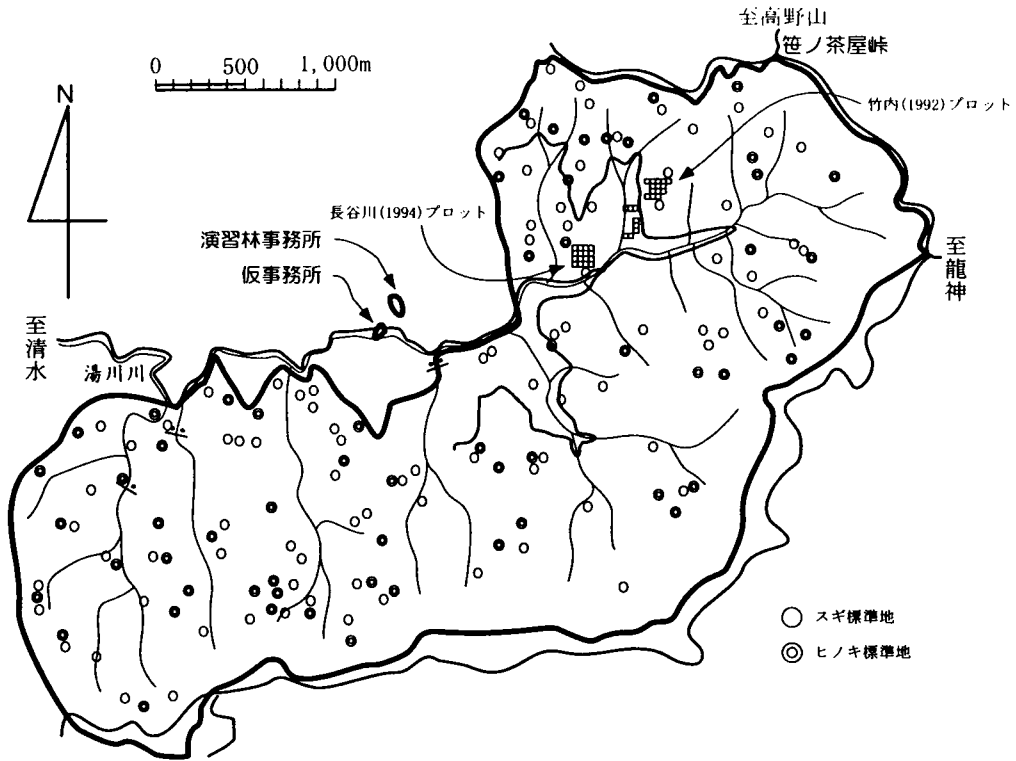 至高野山
笹ノ茶屋峠
0 500 1,000m
N
竹内(1992)プロット
長谷川(1994)プロット
演習林事務所
仮事務所
至龍神
至清水
湯川川
スギ標準地
ヒノキ標準地